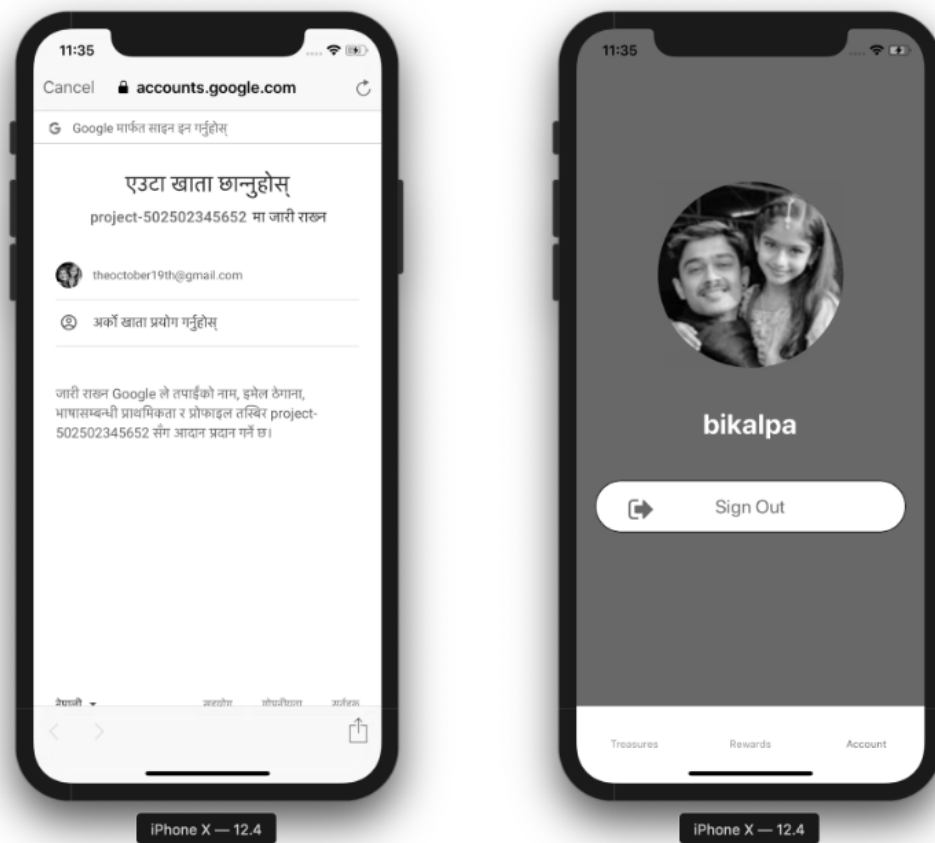 11:35
Cancel accounts.google.com
G Google मार्फत साइन इन गर्नुहोस्
एउटा खाता छान्नुहोस्
project-502502345652 मा जारी राख्न
theoctober19th@gmail.com
अर्को खाता प्रयोग गर्नुहोस्
जारी राख्न Google ले तपाईंको नाम, इमेल ठेगाना,
भाषासम्बन्धी प्राथमिकता र प्रोफाइल तस्बिर project-
502502345652 सँग आदान प्रदान गर्ने छ।
नेपाली
iPhone X — 12.4
11:35
bikalpa
Sign Out
Treasures Rewards Account
iPhone X — 12.4